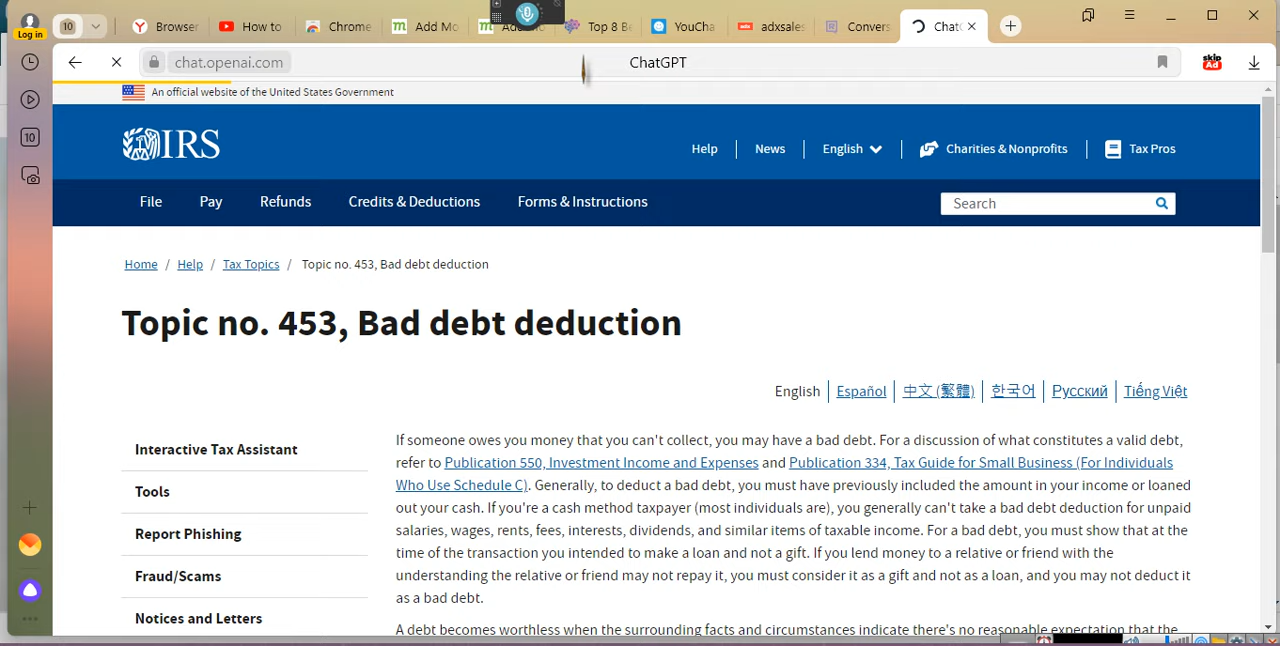 10
Browser
How to
Chrome
Add Mo
Top 8 Be
YouCha
adxsales
Convers
ChatG
Log in
chat.openai.com
ChatGPT
skip
Ad
10
An official website of the United States Government
IRS
Help
News
English
Charities & Nonprofits
Tax Pros
File
Pay
Refunds
Credits & Deductions
Forms & Instructions
Search
Home / Help / Tax Topics / Topic no. 453, Bad debt deduction
Topic no. 453, Bad debt deduction
English
Español
中文 (繁體)
한국어
Русский
Tiếng Việt
Interactive Tax Assistant
Tools
Report Phishing
Fraud/Scams
Notices and Letters
If someone owes you money that you can't collect, you may have a bad debt. For a discussion of what constitutes a valid debt,
refer to Publication 550, Investment Income and Expenses and Publication 334, Tax Guide for Small Business (For Individuals
Who Use Schedule C). Generally, to deduct a bad debt, you must have previously included the amount in your income or loaned
out your cash. If you're a cash method taxpayer (most individuals are), you generally can't take a bad debt deduction for unpaid
salaries, wages, rents, fees, interests, dividends, and similar items of taxable income. For a bad debt, you must show that at the
time of the transaction you intended to make a loan and not a gift. If you lend money to a relative or friend with the
understanding the relative or friend may not repay it, you must consider it as a gift and not as a loan, and you may not deduct it
as a bad debt.
A debt becomes worthless when the surrounding facts and circumstances indicate there's no reasonable expectation that the